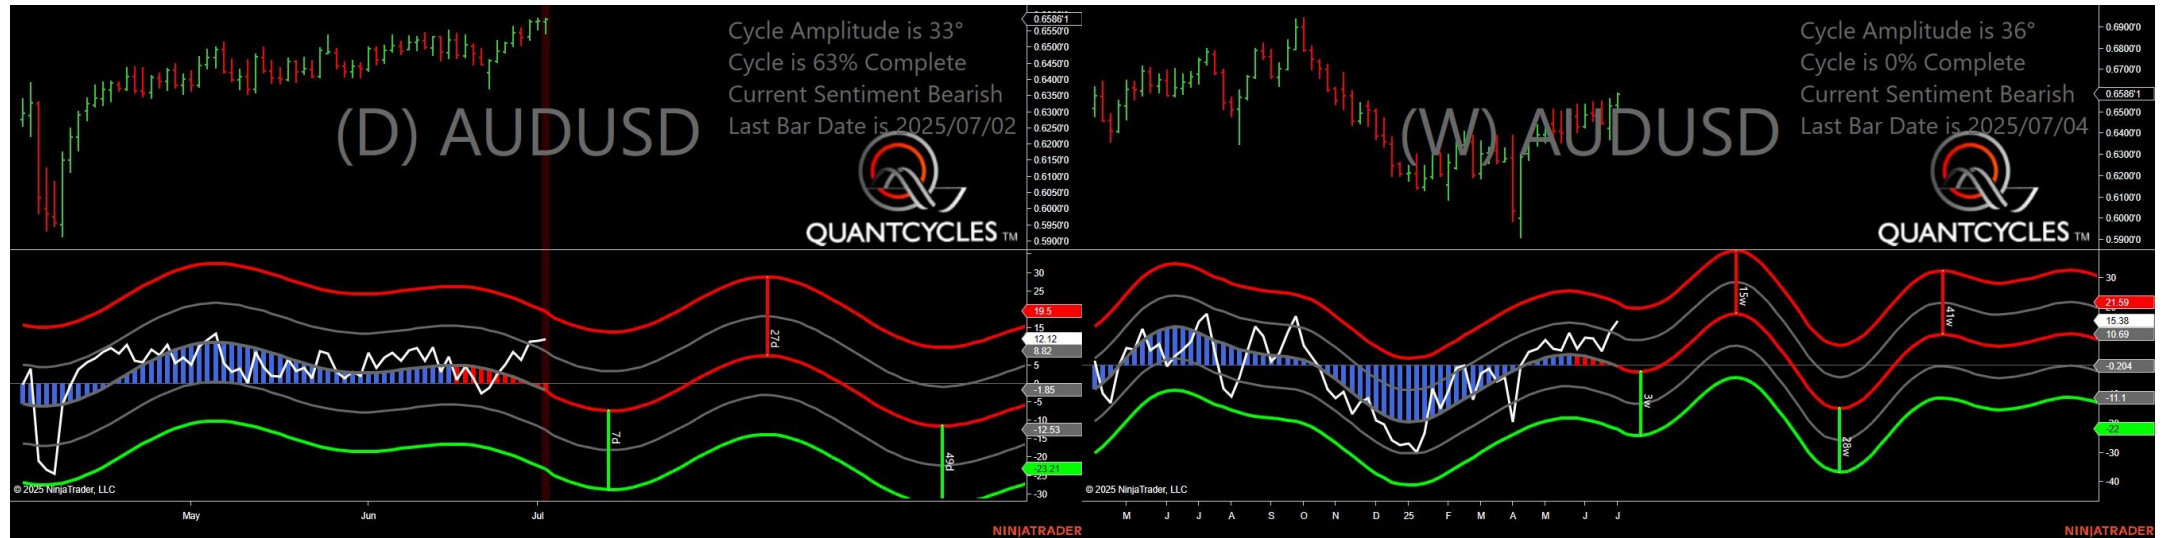 Cycle Amplitude is 33°
Cycle is 63% Complete
Current Sentiment Bearish
Last Bar Date is 2025/07/02
(D) AUDUSD
QUANTCYCLES TM
0.6586'1
0.6550'0
0.6500'0
0.6450'0
0.6400'0
0.6350'0
0.6300'0
0.6250'0
0.6200'0
0.6150'0
0.6100'0
0.6050'0
0.6000'0
0.5950'0
0.5900'0
30
25
19.5
15
12.12
8.82
5
-1.85
-5
-10
-12.53
-15
-20
-23.21
-25
-30
7d
27d
49d
© 2025 NinjaTrader, LLC
May
Jun
Jul
NINJATRADER
Cycle Amplitude is 36°
Cycle is 0% Complete
Current Sentiment Bearish
Last Bar Date is 2025/07/04
(W) AUDUSD
QUANTCYCLES TM
0.6900'0
0.6800'0
0.6700'0
0.6586'1
0.6500'0
0.6400'0
0.6300'0
0.6200'0
0.6100'0
0.6000'0
0.5900'0
30
21.59
15.38
10.69
-0.204
-11.1
-22
-30
-40
3w
15w
28w
41w
© 2025 NinjaTrader, LLC
M
J
J
A
S
O
N
D
25
F
M
A
M
J
J
NINJATRADER